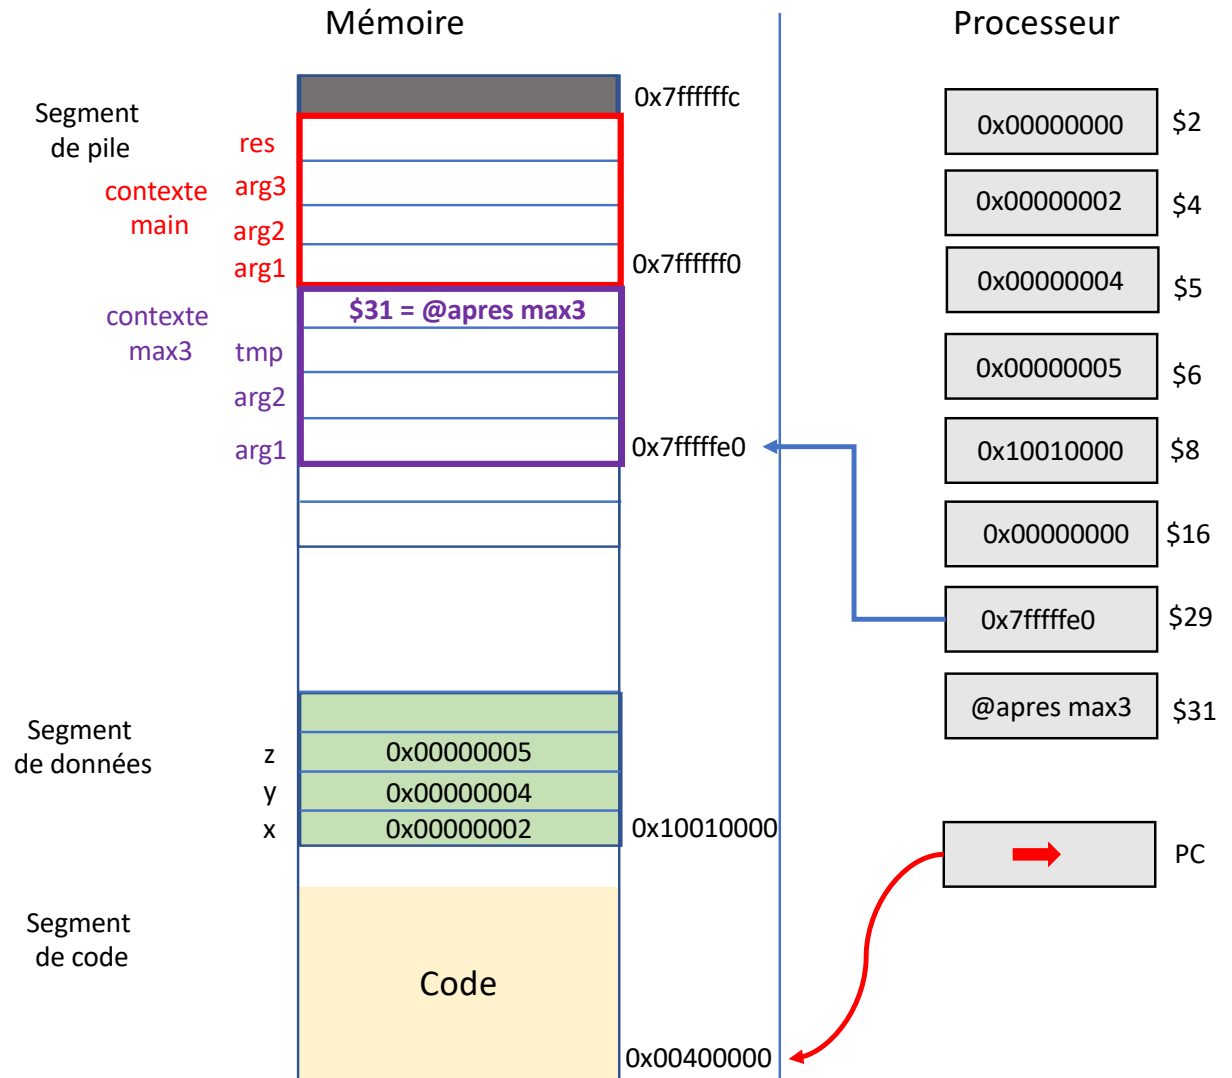 Mémoire
Processeur
0x7ffffffc
Segment
de pile
res
arg3
arg2
arg1
contexte
main
0x7ffffff0
$31 = @apres max3
contexte
max3
tmp
arg2
arg1
0x7fffffe0
0x00000000 $2
0x00000002 $4
0x00000004 $5
0x00000005 $6
0x10010000 $8
0x00000000 $16
0x7fffffe0 $29
@apres max3 $31
PC
Segment
de données
z 0x00000005
y 0x00000004
x 0x00000002 0x10010000
Segment
de code
Code
0x00400000